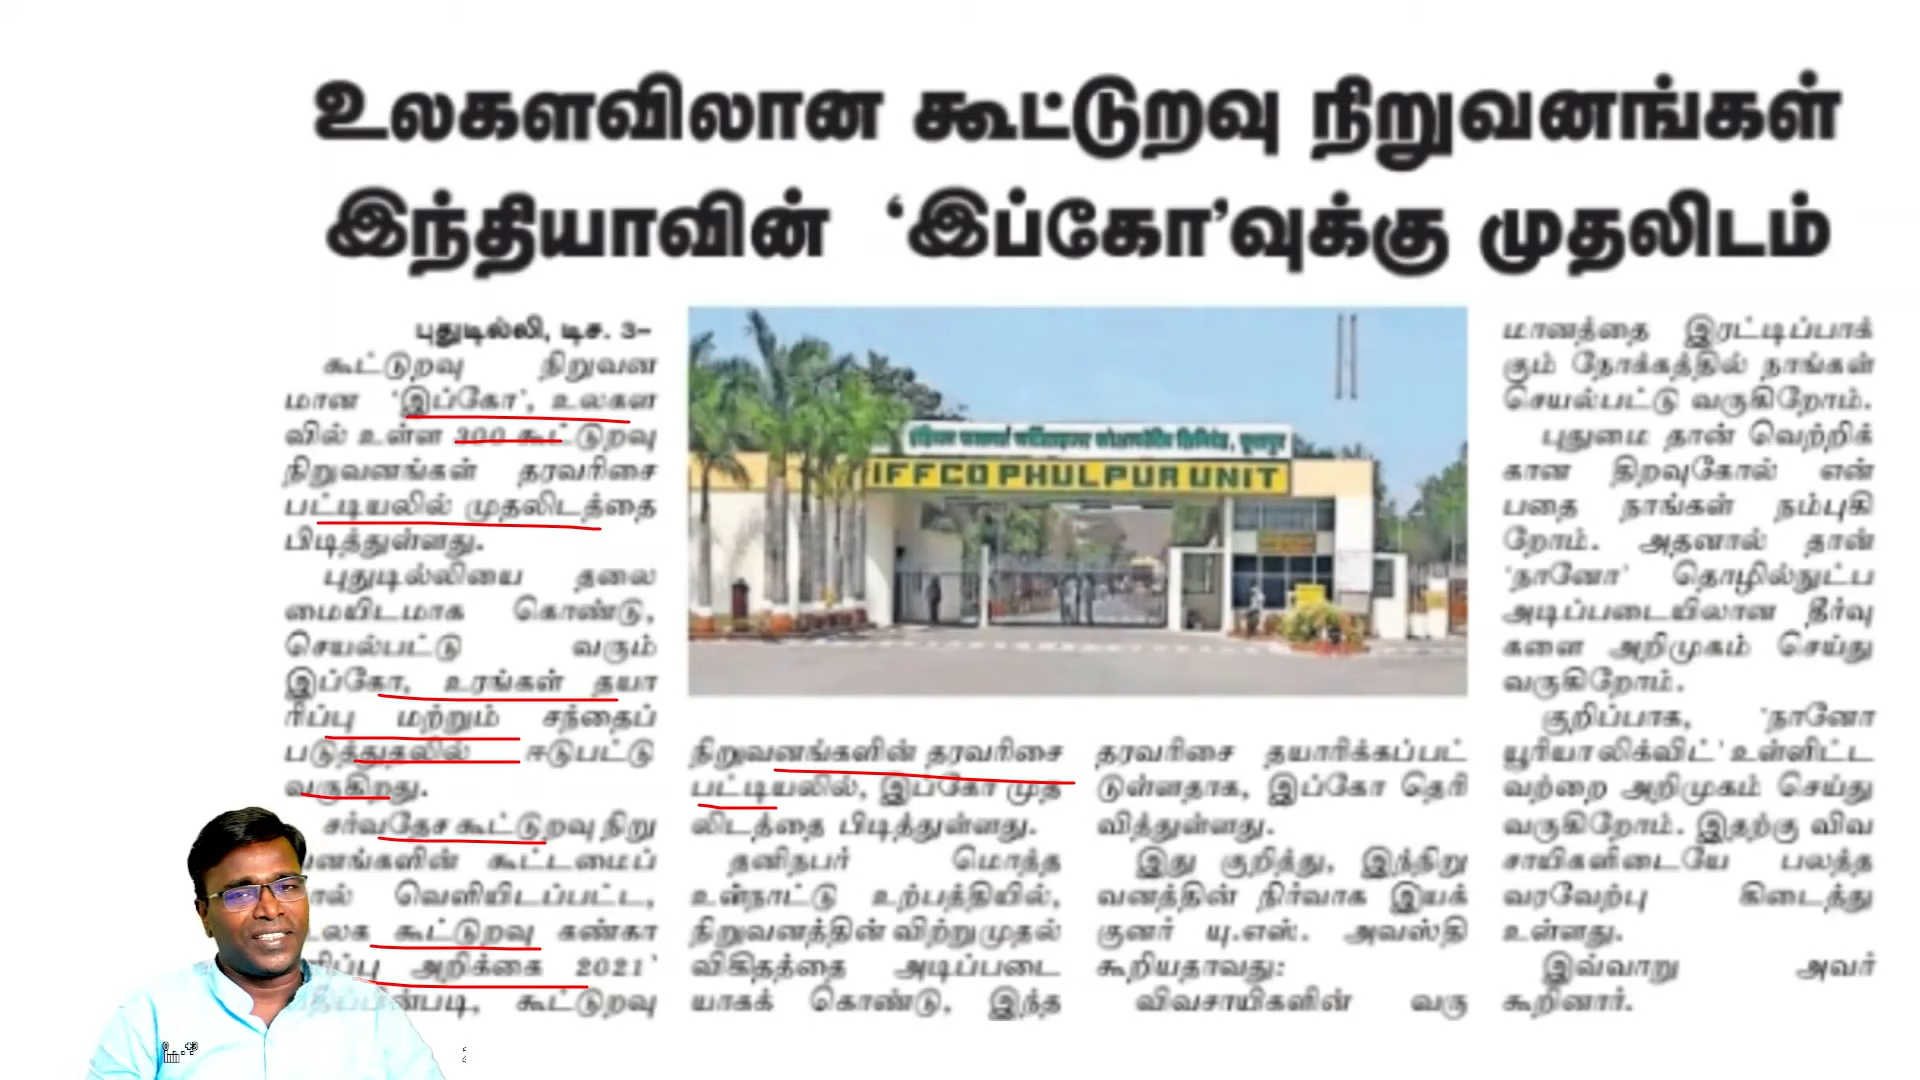 உலகளவிலான கூட்டுறவு நிறுவனங்கள்
இந்தியாவின் ‘இப்கோ’வுக்கு முதலிடம்
புதுடில்லி, டிச. 3–
கூட்டுறவு நிறுவன
மான ‘இப்கோ’, உலகள
வில் உள்ள 300 கூட்டுறவு
நிறுவனங்கள் தரவரிசை
பட்டியலில் முதலிடத்தை
பிடித்துள்ளது.
புதுடில்லியை தலை
மையிடமாக கொண்டு,
செயல்பட்டு வரும்
இப்கோ, உரங்கள் தயா
ரிப்பு மற்றும் சந்தைப்
படுத்துதலில் ஈடுபட்டு
வருகிறது.
சர்வதேச கூட்டுறவு நிறு
வனங்களின் கூட்டமைப்
பால் வெளியிடப்பட்ட,
உலக கூட்டுறவு கண்கா
அறிக்கை 2021’
கூட்டுறவு
IFFCO PHULPUR UNIT
நிறுவனங்களின் தரவரிசை
பட்டியலில், இப்கோ முத
லிடத்தை பிடித்துள்ளது.
தனிநபர் மொத்த
உள்நாட்டு உற்பத்தியில்,
நிறுவனத்தின் விற்றுமுதல்
விகிதத்தை அடிப்படை
யாகக் கொண்டு, இந்த
தரவரிசை தயாரிக்கப்பட்
டுள்ளதாக, இப்கோ தெரி
வித்துள்ளது.
இது குறித்து, இந்நிறு
வனத்தின் நிர்வாக இயக்
குனர் யு.எஸ். அவஸ்தி
கூறியதாவது:
விவசாயிகளின் வரு
மானத்தை இரட்டிப்பாக்
கும் நோக்கத்தில் நாங்கள்
செயல்பட்டு வருகிறோம்.
புதுமை தான் வெற்றிக்
கான திறவுகோல் என்
பதை நாங்கள் நம்புகி
றோம். அதனால் தான்
‘நானோ’ தொழில்நுட்ப
அடிப்படையிலான தீர்வு
களை அறிமுகம் செய்து
வருகிறோம்.
குறிப்பாக, ‘நானோ
யூரியா லிக்விட்’ உள்ளிட்ட
வற்றை அறிமுகம் செய்து
வருகிறோம். இதற்கு விவ
சாயிகளிடையே பலத்த
வரவேற்பு கிடைத்து
உள்ளது.
இவ்வாறு அவர்
கூறினார்.